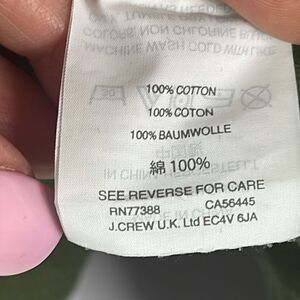 100% COTTON
100% COTON
100% BAUMWOLLE
綿 100%
SEE REVERSE FOR CARE
RN77388 CA56445
J.CREW U.K. Ltd EC4V 6JA